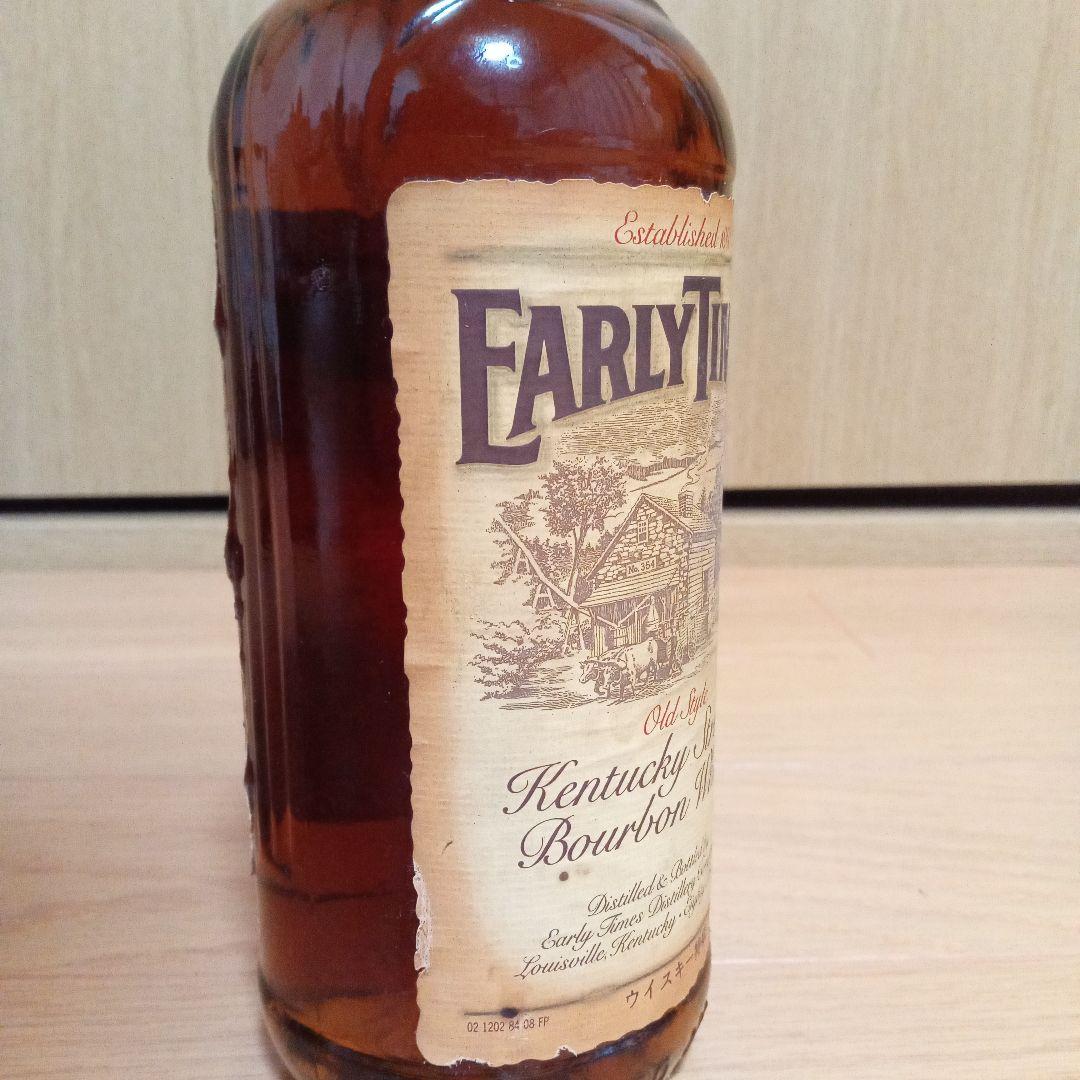 Established
EARLY
No. 354
Old Style
Kentucky
Bourbon
Distilled &
Early Times Distillery
Louisville, Kentucky
ウイスキー
02 1202 84 08 FP